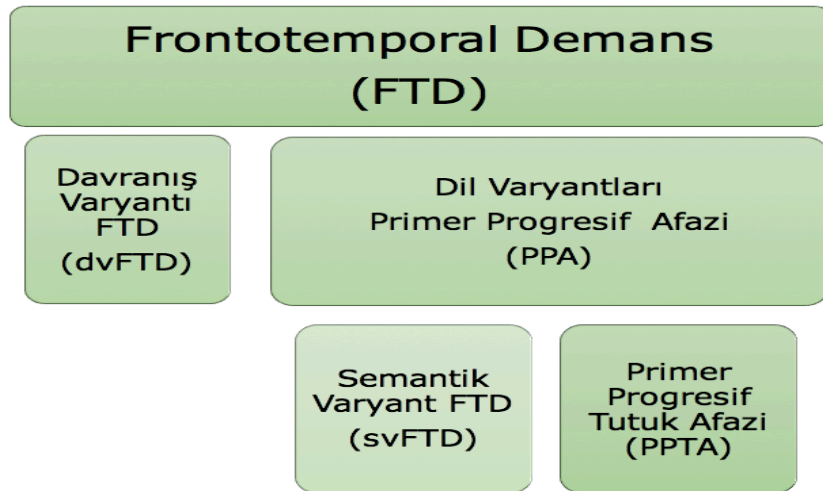 Frontotemporal Demans
(FTD)
Davranış
Varyantı
FTD
(dvFTD)
Dil Varyantları
Primer Progresif Afazi
(PPA)
Semantik
Varyant FTD
(svFTD)
Primer
Progresif
Tutuk Afazi
(PPTA)